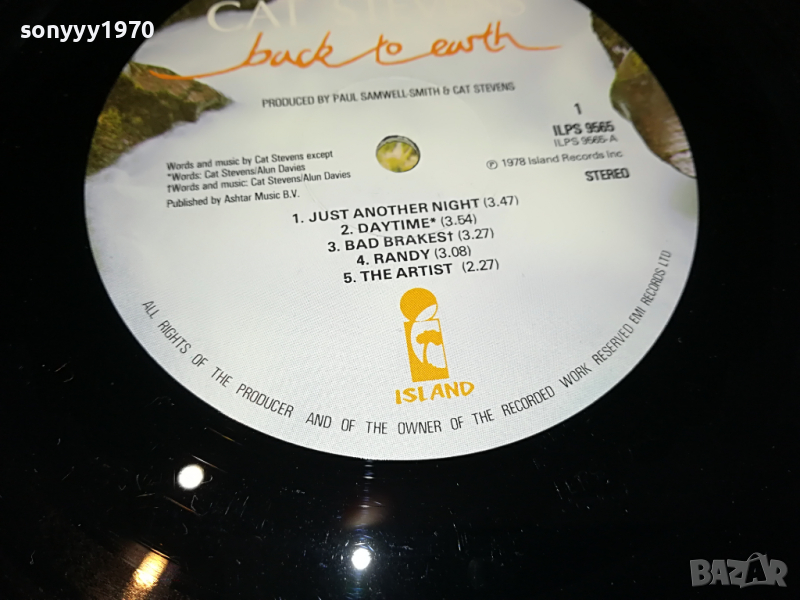 sonyyy1970
CAT STEVENS
back to earth
PRODUCED BY PAUL SAMWELL-SMITH & CAT STEVENS
1
ILPS 9565
ILPS 9565-A
Words and music by Cat Stevens except
*Words: Cat Stevens/Alun Davies
†Words and music: Cat Stevens/Alun Davies
Published by Ashtar Music B.V.
℗ 1978 Island Records Inc
STEREO
1. JUST ANOTHER NIGHT (3.47)
2. DAYTIME* (3.54)
3. BAD BRAKES† (3.27)
4. RANDY (3.08)
5. THE ARTIST (2.27)
ISLAND
ALL RIGHTS OF THE PRODUCER AND OF THE OWNER OF THE RECORDED WORK RESERVED EMI RECORDS LTD
BAZAR